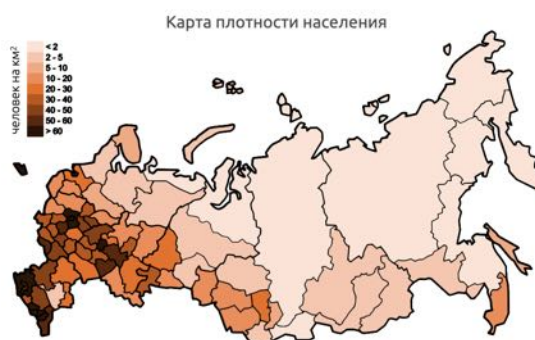 Карта плотности населения
человек на км²
< 2
2 - 5
5 - 10
10 - 20
20 - 30
30 - 40
40 - 50
50 - 60
> 60